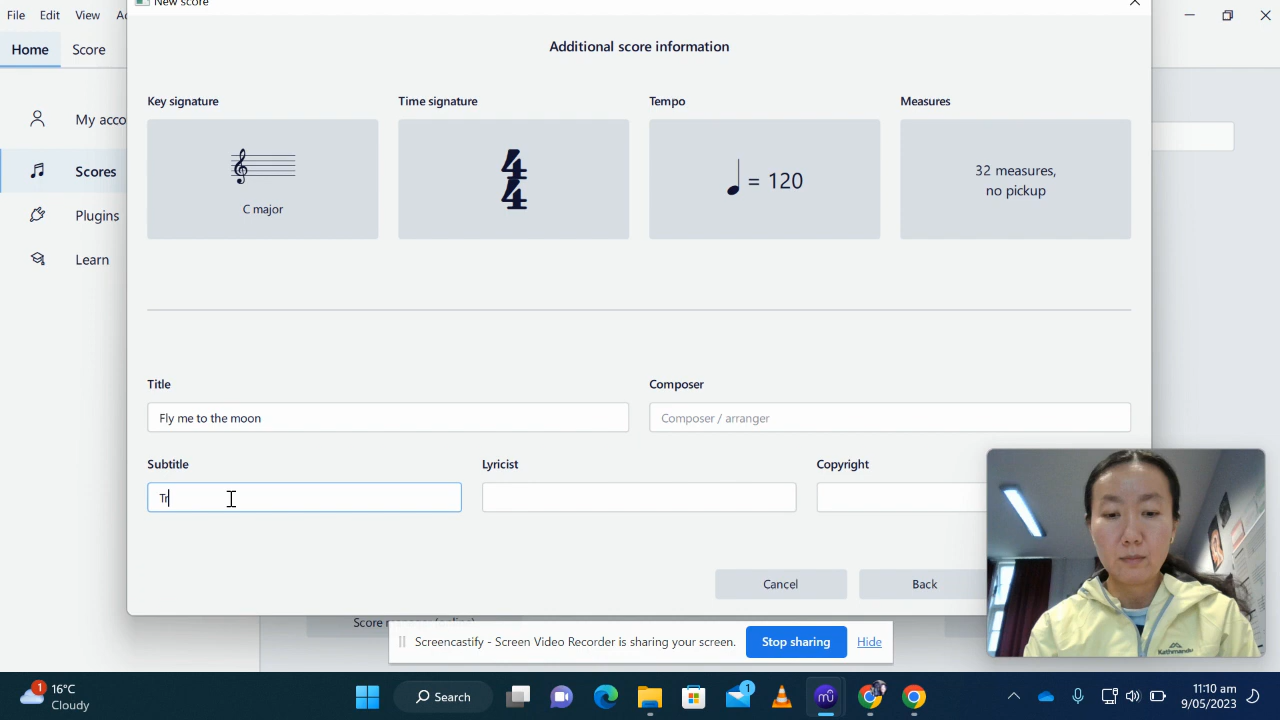 File Edit View
New score
Home Score
Additional score information
Key signature Time signature Tempo Measures
C major
4
4
= 120
32 measures,
no pickup
My acco
Scores
Plugins
Learn
Title Composer
Fly me to the moon Composer / arranger
Subtitle Lyricist Copyright
Tr
Cancel Back
Screencastify - Screen Video Recorder is sharing your screen. Stop sharing Hide
1 16°C
Cloudy
Search
1
11:10 am
9/05/2023
Kathmandu